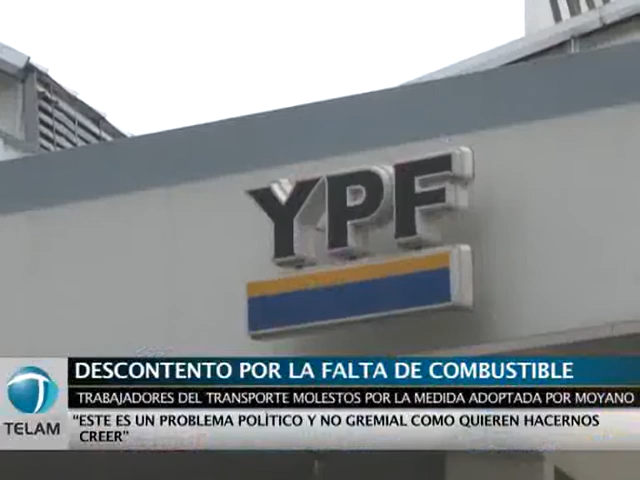 YPF
DESCONTENTO POR LA FALTA DE COMBUSTIBLE
TRABAJADORES DEL TRANSPORTE MOLESTOS POR LA MEDIDA ADOPTADA POR MOYANO
"ESTE ES UN PROBLEMA POLÌTICO Y NO GREMIAL COMO QUIEREN HACERNOS
CREER"
TELAM